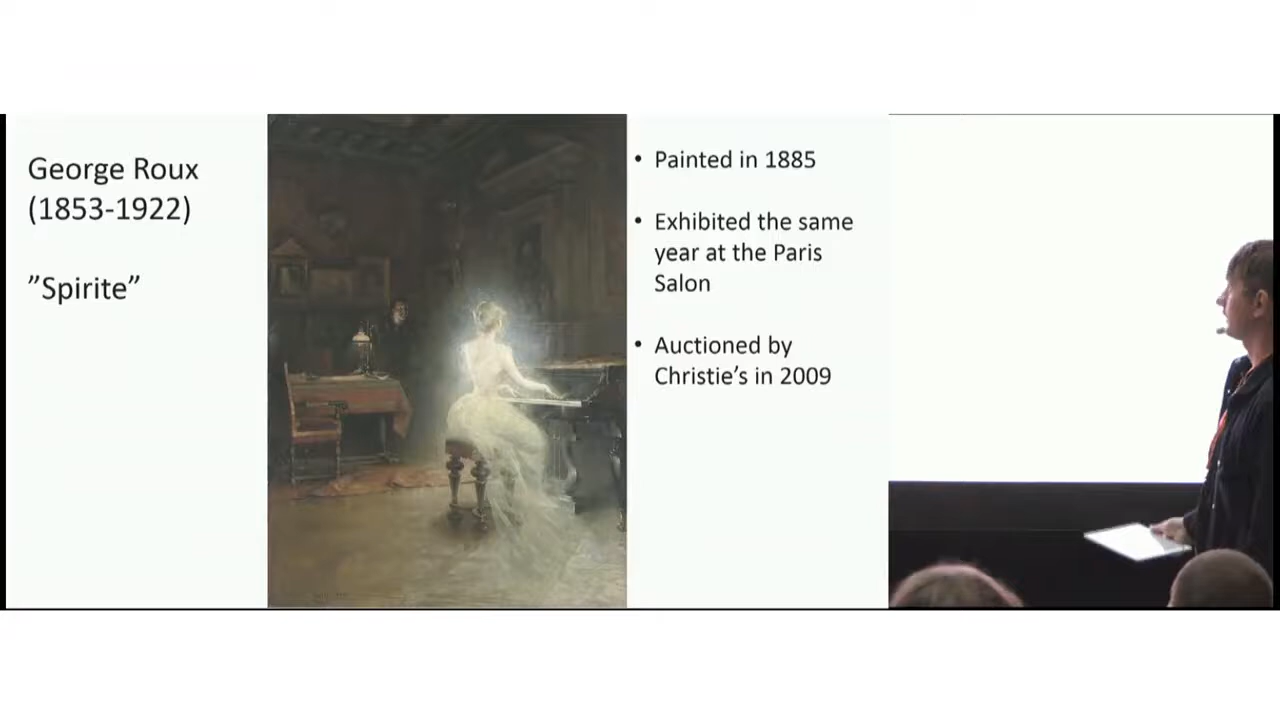 George Roux
(1853-1922)
”Spirite”
• Painted in 1885
• Exhibited the same
year at the Paris
Salon
• Auctioned by
Christie’s in 2009